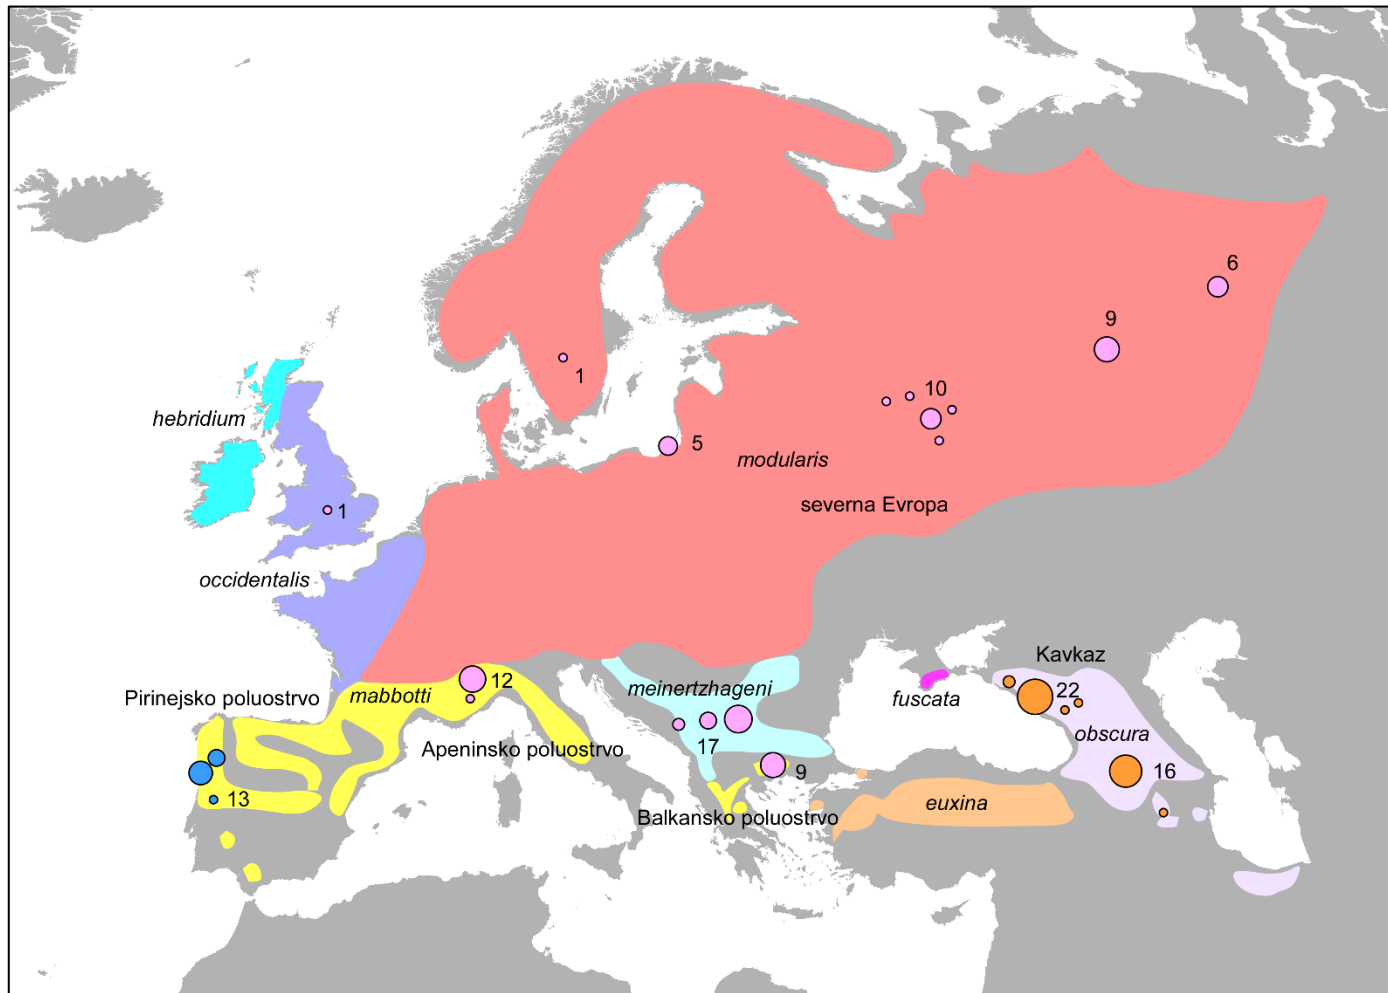 6
9
1
10
hebridium
5
modularis
severna Evropa
1
occidentalis
Kavkaz
12
mabbotti
meinertzhageni
22
fuscata
Pirinejsko poluostrvo
obscura
Apeninsko poluostrvo
17
9
16
13
euxina
Balkansko poluostrvo